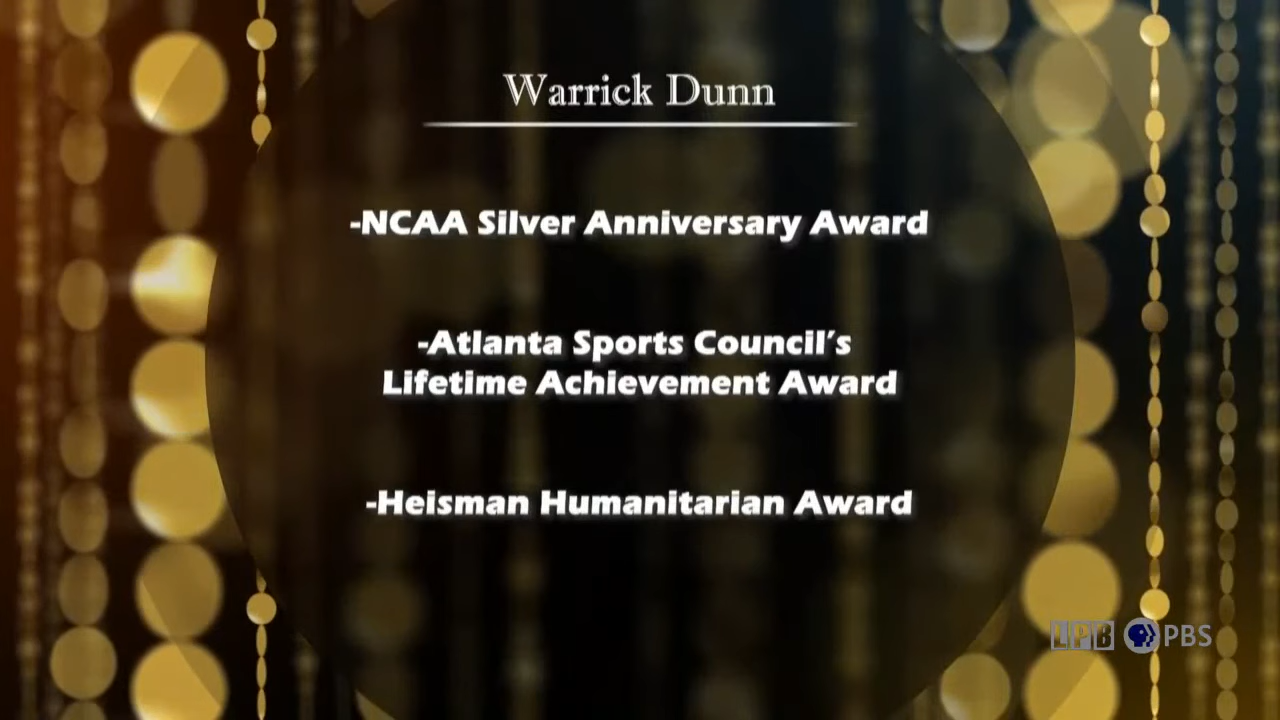 Warrick Dunn
-NCAA Silver Anniversary Award
-Atlanta Sports Council's
Lifetime Achievement Award
-Heisman Humanitarian Award
LPB PBS